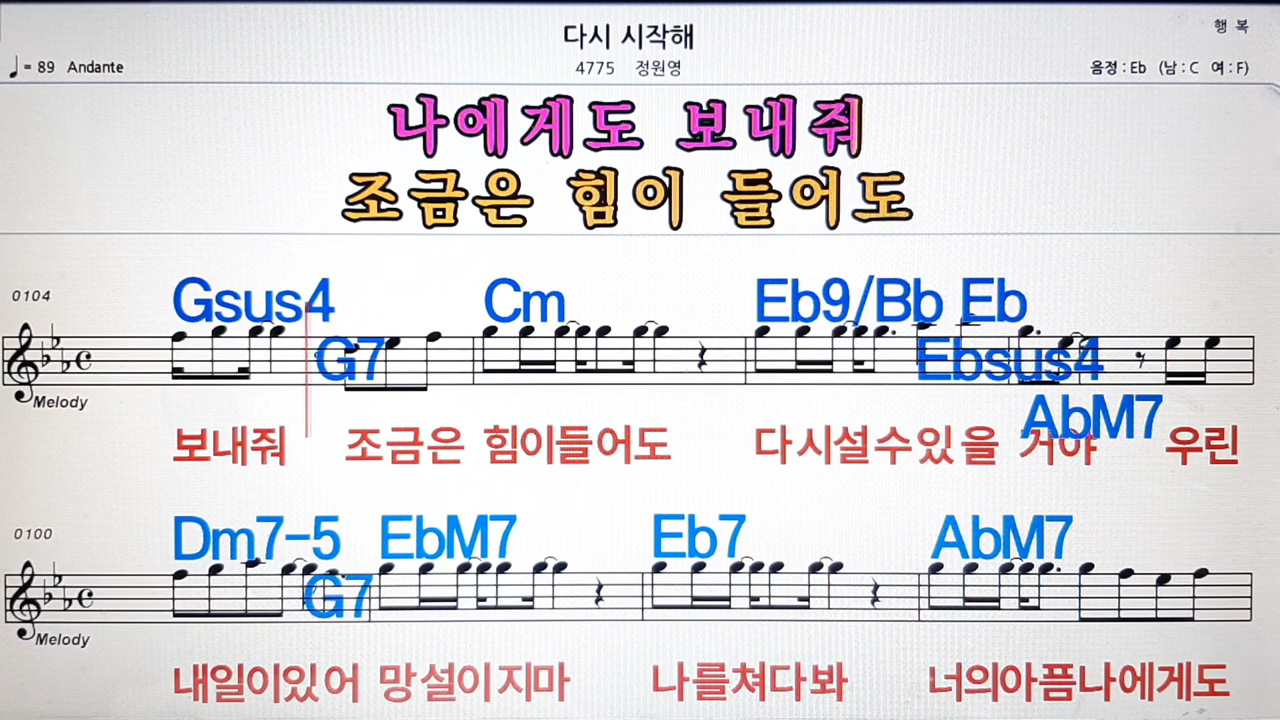 다시 시작해
행 복
♩= 89 Andante
4775 정원영
음정 : Eb (남 : C 여 : F)
나에게도 보내줘
조금은 힘이 들어도
0104
Gsus4 Cm Eb9/Bb Eb
G7 Ebsus4
AbM7
Melody
보내줘 조금은 힘이들어도 다시설수있을 거야 우린
0100
Dm7-5 EbM7 Eb7 AbM7
G7
Melody
내일이있어 망설이지마 나를쳐다봐 너의아픔나에게도